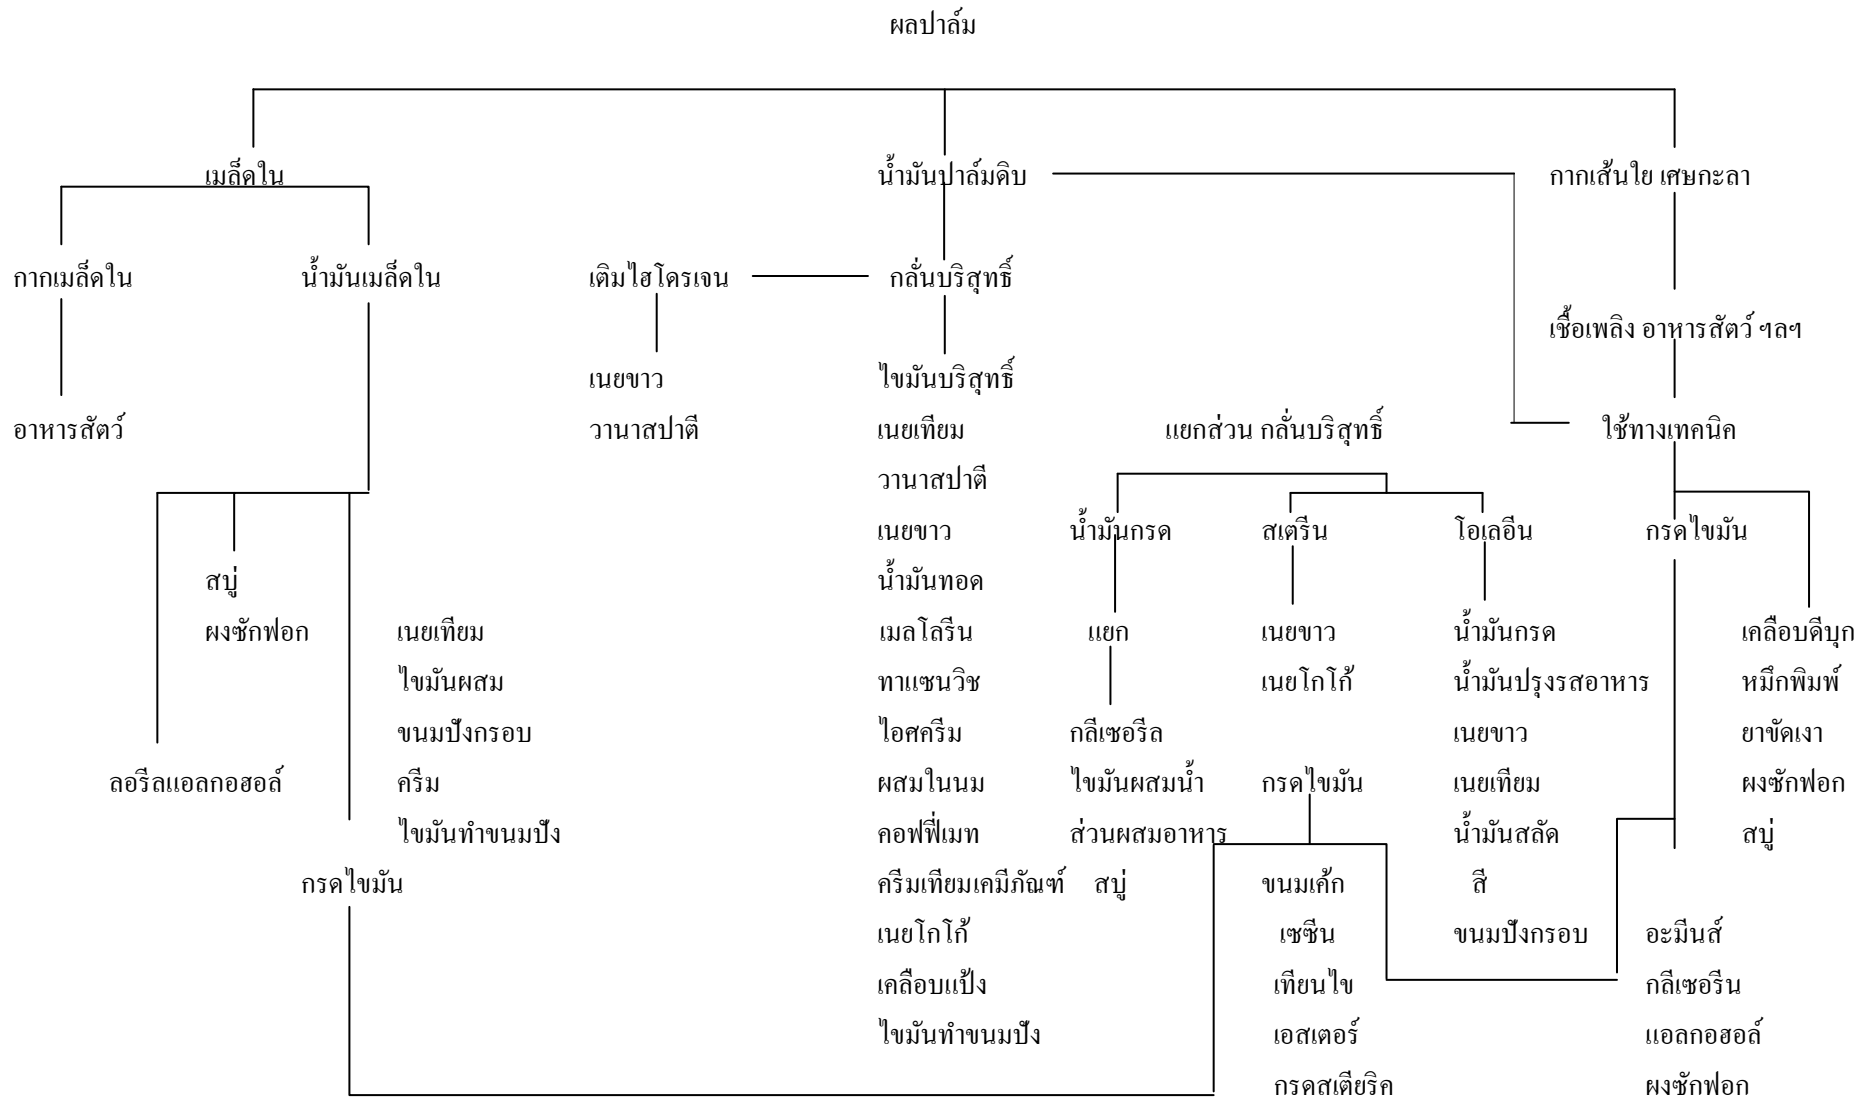 ผลปาล์ม
เมล็ดใน น้ำมันปาล์มดิบ กากเส้นใย เศษกะลา
กากเมล็ดใน น้ำมันเมล็ดใน เติมไฮโดรเจน กลั่นบริสุทธิ์
เชื้อเพลิง อาหารสัตว์ ฯลฯ
เนยขาว ไขมันบริสุทธิ์
อาหารสัตว์ วานาสปาตี เนยเทียม แยกส่วน กลั่นบริสุทธิ์ ใช้ทางเทคนิค
วานาสปาตี
เนยขาว น้ำมันกรด สเตรีน โอเลอีน กรดไขมัน
สบู่ น้ำมันทอด
ผงซักฟอก เนยเทียม เมลโลรีน แยก เนยขาว น้ำมันกรด เคลือบดีบุก
ไขมันผสม ทาแซนวิช เนยโกโก้ น้ำมันปรุงรสอาหาร หมึกพิมพ์
ขนมปังกรอบ ไอศครีม กลีเซอรีล เนยขาว ยาขัดเงา
ลอรีลแอลกอฮอล์ ครีม ผสมในนม ไขมันผสมน้ำ กรดไขมัน เนยเทียม ผงซักฟอก
ไขมันทำขนมปัง คอฟฟี่เมท ส่วนผสมอาหาร น้ำมันสลัด สบู่
กรดไขมัน ครีมเทียมเคมีภัณฑ์ สบู่ ขนมเค้ก สี
เนยโกโก้ เซซีน ขนมปังกรอบ อะมีนส์
เคลือบแป้ง เทียนไข กลีเซอรีน
ไขมันทำขนมปัง เอสเตอร์ แอลกอฮอล์
กรดสเตียริค ผงซักฟอก